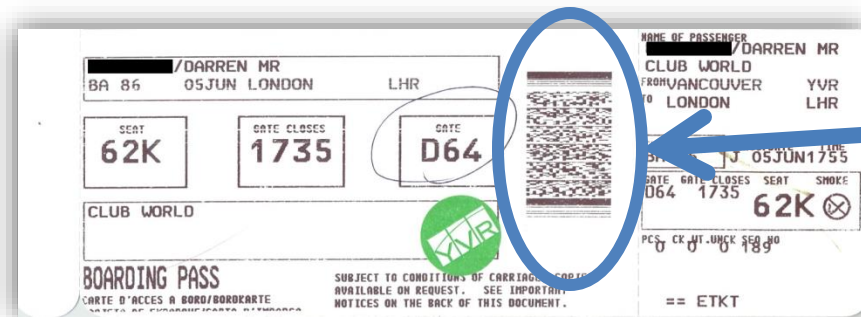 /DARREN MR
BA 86 05JUN LONDON LHR
SEAT
62K
GATE CLOSES
1735
GATE
D64
CLUB WORLD
YVR
BOARDING PASS
CARTE D'ACCES A BORD/BORDKARTE
SUBJECT TO CONDITIONS OF CARRIAGE COPIE
AVAILABLE ON REQUEST. SEE IMPORTANT
NOTICES ON THE BACK OF THIS DOCUMENT.
NAME OF PASSENGER
/DARREN MR
CLUB WORLD
FROM VANCOUVER YVR
TO LONDON LHR
TIME
J 05JUN1755
GATE GATE CLOSES SEAT SMOKE
D64 1735 62K
PCS. CK.WT.UNCK SEQ NO
0 0 0 189
== ETKT